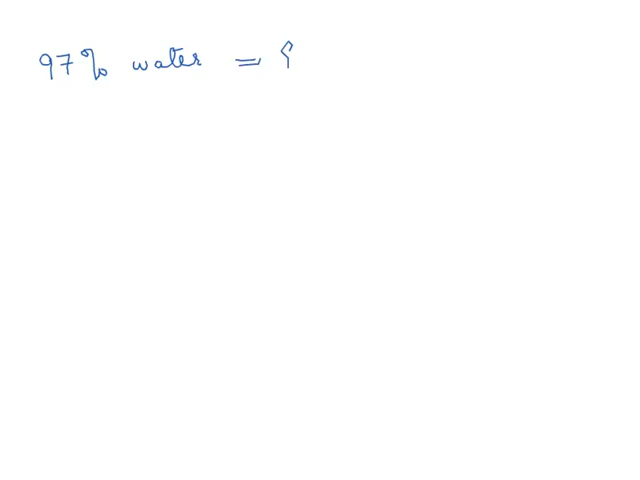 97% water = ?